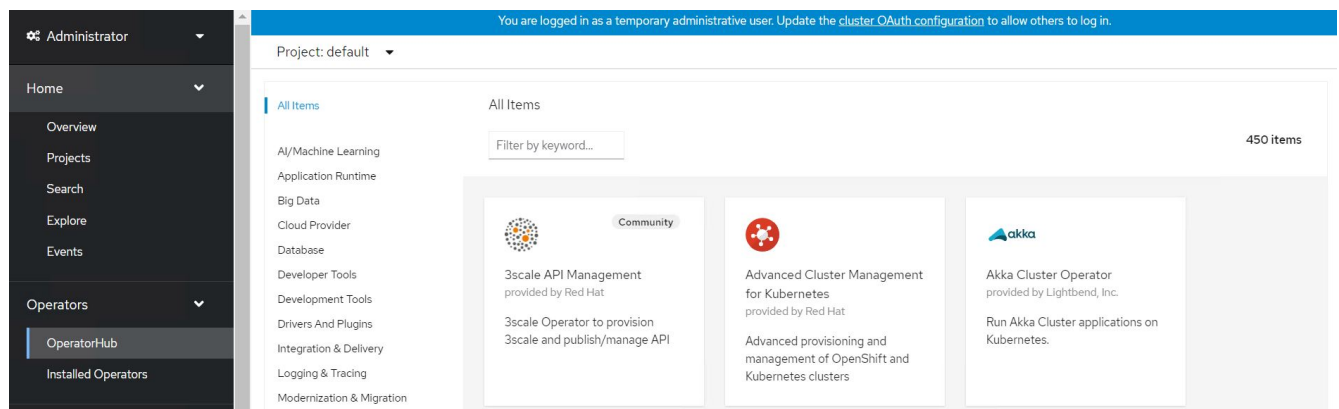 You are logged in as a temporary administrative user. Update the cluster OAuth configuration to allow others to log in.
Administrator
Project: default
Home
Overview
Projects
Search
Explore
Events
Operators
OperatorHub
Installed Operators
All Items
AI/Machine Learning
Application Runtime
Big Data
Cloud Provider
Database
Developer Tools
Development Tools
Drivers And Plugins
Integration & Delivery
Logging & Tracing
Modernization & Migration
All Items
Filter by keyword...
450 items
Community
3scale API Management
provided by Red Hat
3scale Operator to provision
3scale and publish/manage API
Advanced Cluster Management
for Kubernetes
provided by Red Hat
Advanced provisioning and
management of OpenShift and
Kubernetes clusters
akka
Akka Cluster Operator
provided by Lightbend, Inc.
Run Akka Cluster applications on
Kubernetes.